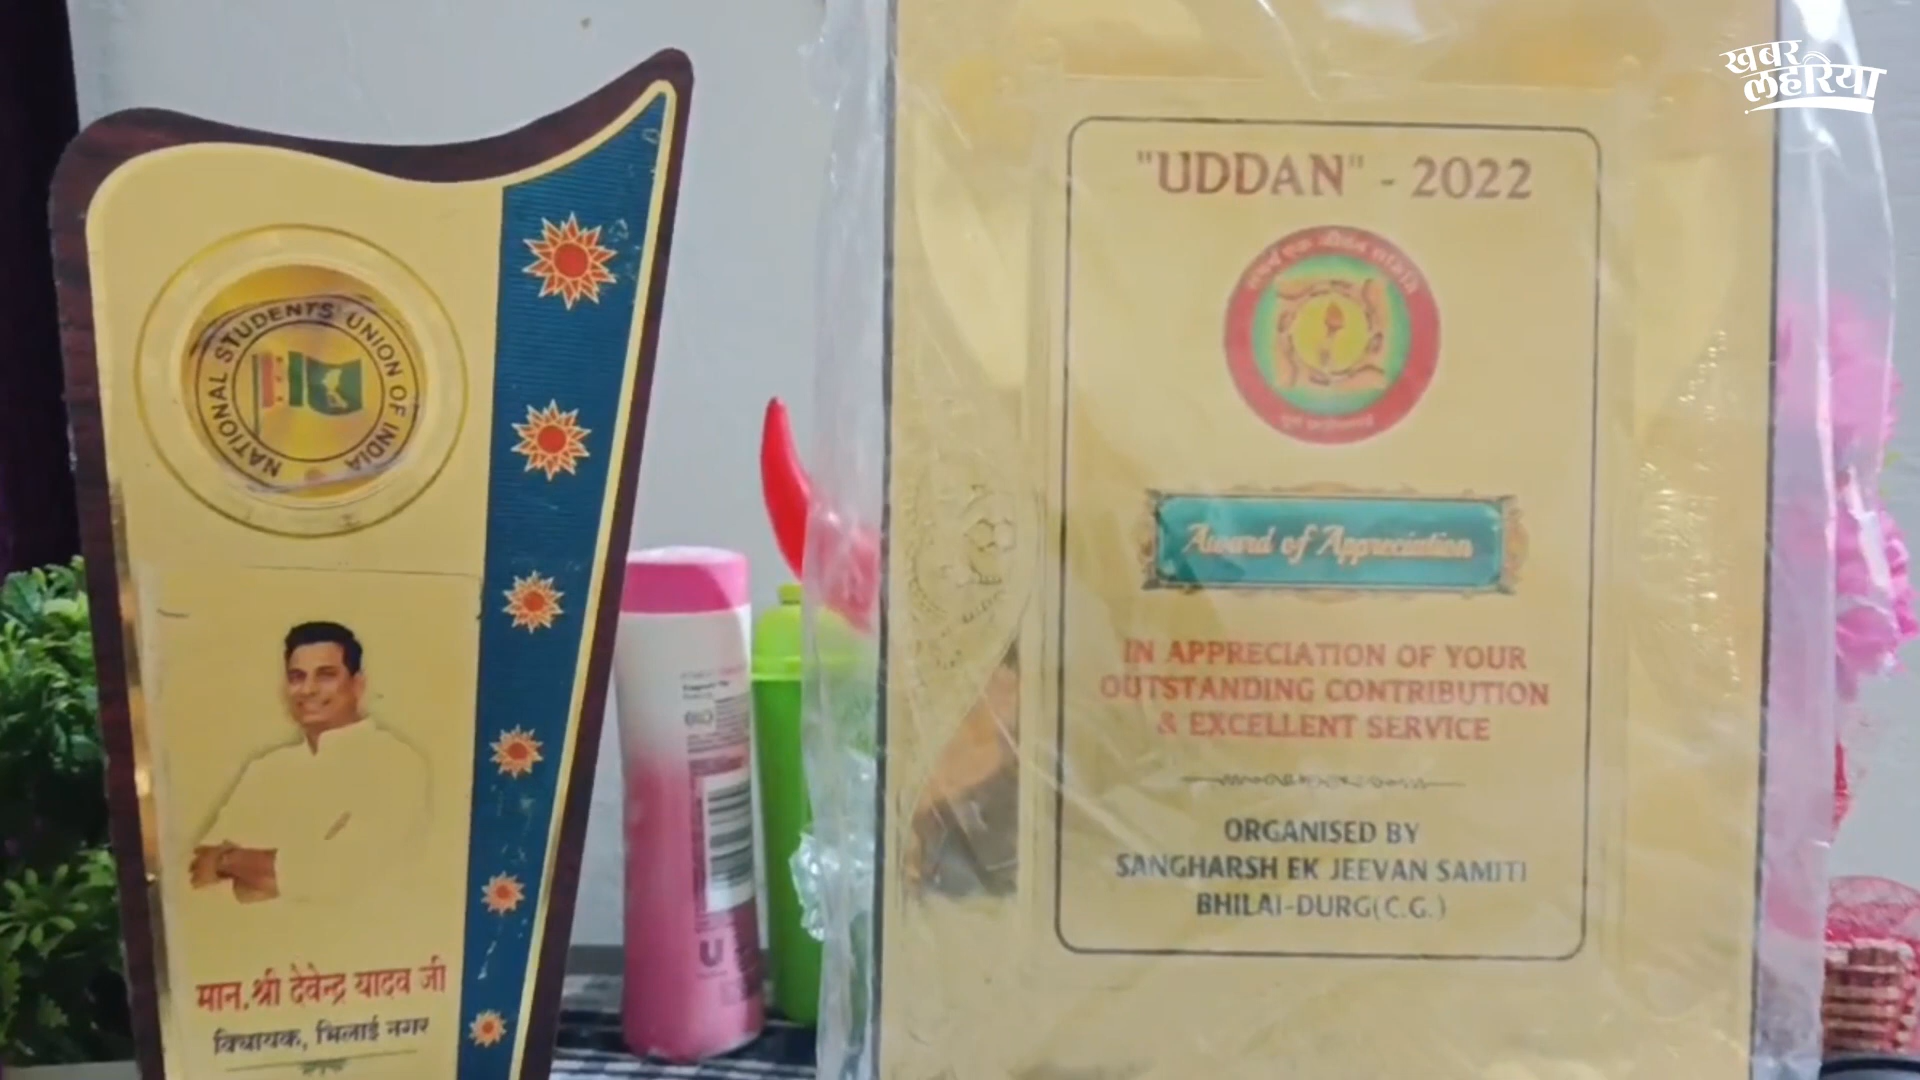 खबर
लहरिया
NATIONAL STUDENTS UNION OF INDIA
मान.श्री देवेन्द्र यादव जी
विधायक, भिलाई नगर
"UDDAN" - 2022
Award of Appreciation
IN APPRECIATION OF YOUR
OUTSTANDING CONTRIBUTION
& EXCELLENT SERVICE
ORGANISED BY
SANGHARSH EK JEEVAN SAMITI
BHILAI-DURG(C.G.)